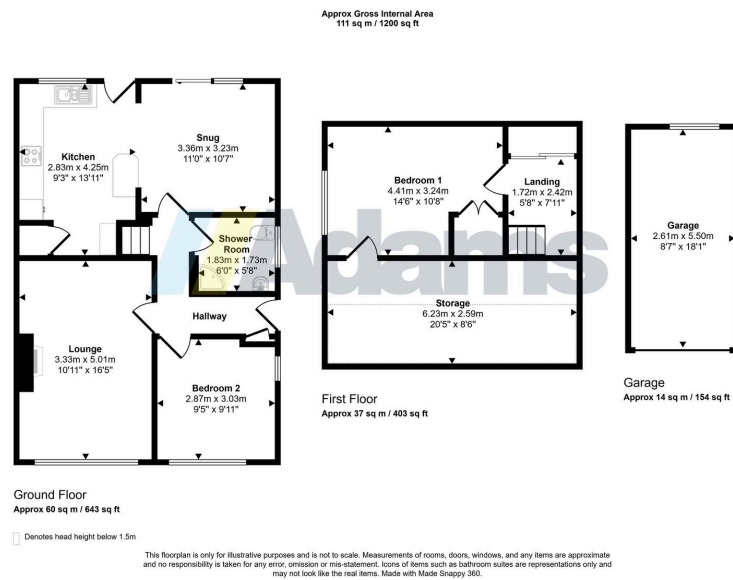 Approx Gross Internal Area
111 sq m / 1200 sq ft
Kitchen
2.83m x 4.25m
9'3" x 13'11"
Snug
3.36m x 3.23m
11'0" x 10'7"
Shower
Room
1.83m x 1.73m
6'0" x 5'8"
Hallway
Lounge
3.33m x 5.01m
10'11" x 16'5"
Bedroom 2
2.87m x 3.03m
9'5" x 9'11"
Ground Floor
Approx 60 sq m / 643 sq ft
Denotes head height below 1.5m
Bedroom 1
4.41m x 3.24m
14'6" x 10'8"
Landing
1.72m x 2.42m
5'8" x 7'11"
Storage
6.23m x 2.59m
20'5" x 8'6"
First Floor
Approx 37 sq m / 403 sq ft
Garage
2.61m x 5.50m
8'7" x 18'1"
Garage
Approx 14 sq m / 154 sq ft
Adams
This floorplan is only for illustrative purposes and is not to scale. Measurements of rooms, doors, windows, and any items are approximate
and no responsibility is taken for any error, omission or mis-statement. Icons of items such as bathroom suites are representations only and
may not look like the real items. Made with Made Snappy 360.